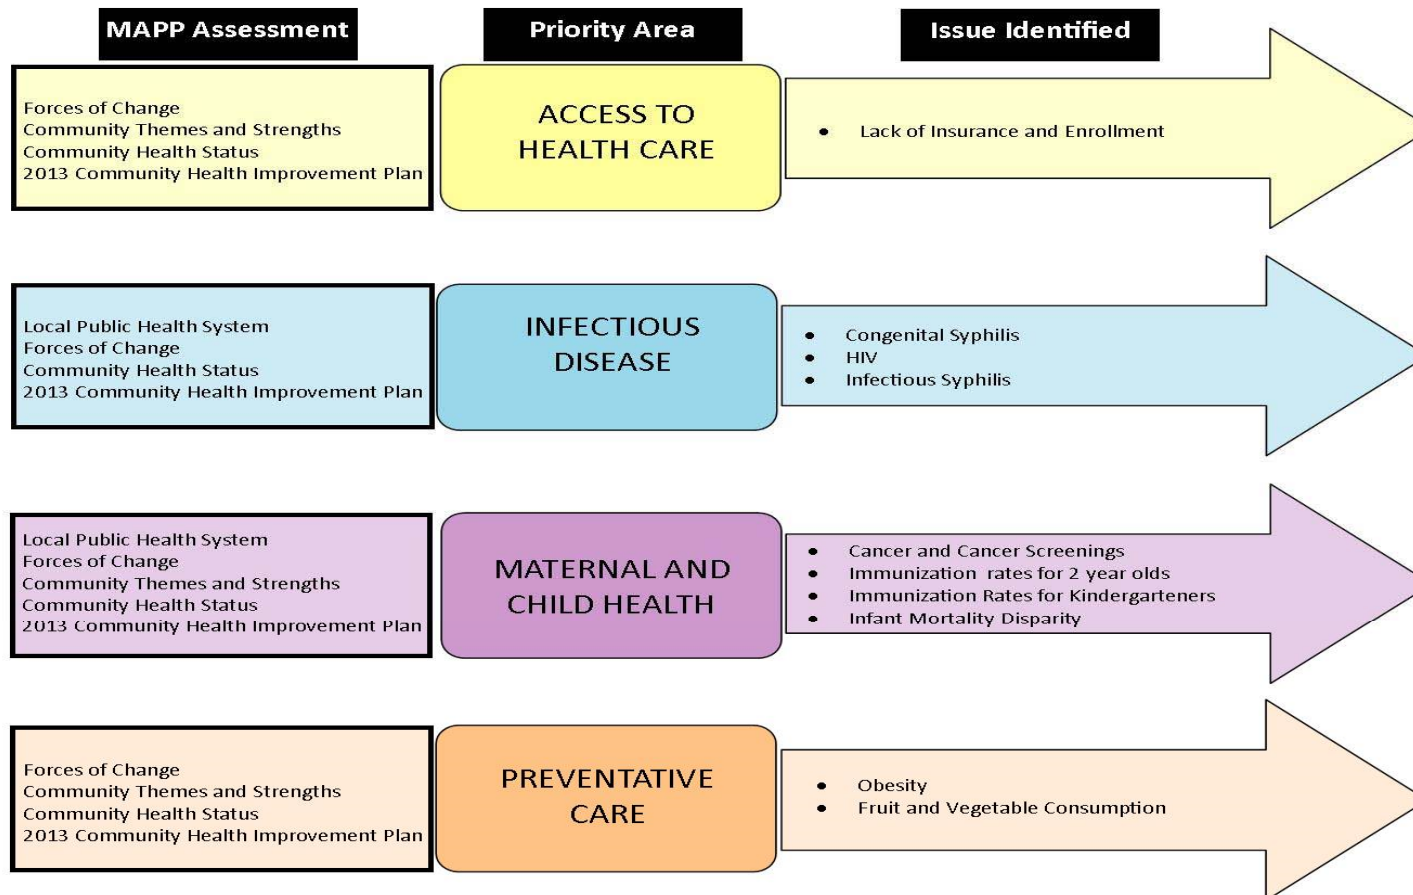 MAPP Assessment
Priority Area
Issue Identified
Forces of Change
Community Themes and Strengths
Community Health Status
2013 Community Health Improvement Plan
ACCESS TO
HEALTH CARE
● Lack of Insurance and Enrollment
Local Public Health System
Forces of Change
Community Health Status
2013 Community Health Improvement Plan
INFECTIOUS
DISEASE
● Congenital Syphilis
● HIV
● Infectious Syphilis
Local Public Health System
Forces of Change
Community Themes and Strengths
Community Health Status
2013 Community Health Improvement Plan
MATERNAL AND
CHILD HEALTH
● Cancer and Cancer Screenings
● Immunization rates for 2 year olds
● Immunization Rates for Kindergarteners
● Infant Mortality Disparity
Forces of Change
Community Themes and Strengths
Community Health Status
2013 Community Health Improvement Plan
PREVENTATIVE
CARE
● Obesity
● Fruit and Vegetable Consumption